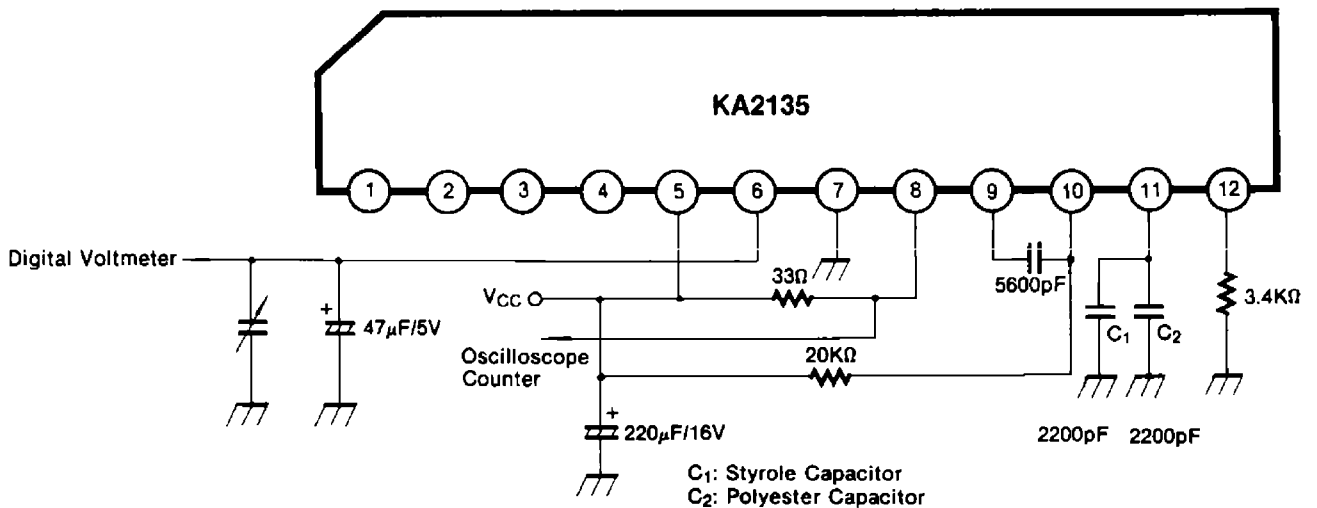 KA2135
1 2 3 4 5 6 7 8 9 10 11 12
Digital Voltmeter
+
47μF/5V
VCC
33Ω
5600pF
C1
C2
3.4KΩ
Oscilloscope
Counter
20KΩ
+
220μF/16V
2200pF 2200pF
C1: Styrole Capacitor
C2: Polyester Capacitor